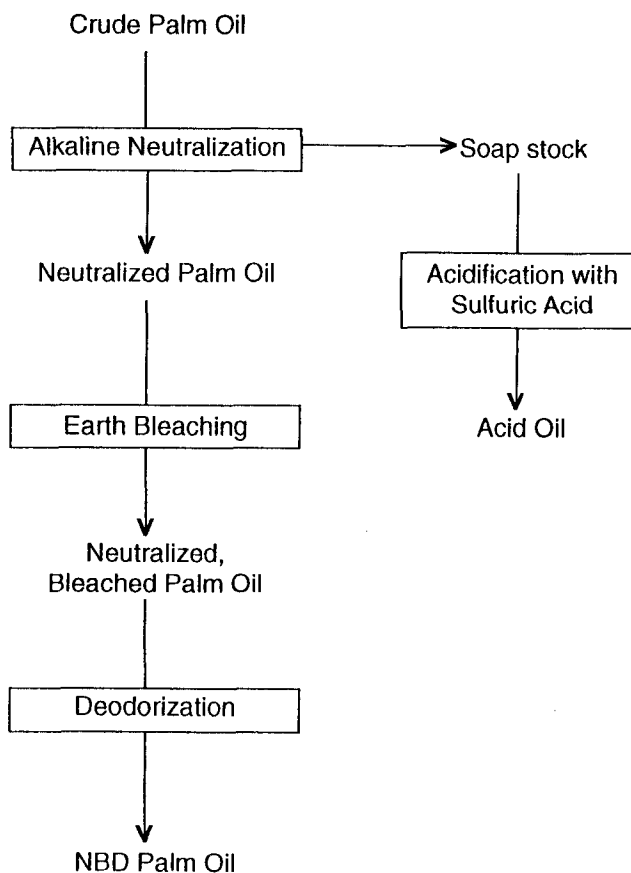 Crude Palm Oil
Alkaline Neutralization
Soap stock
Neutralized Palm Oil
Acidification with
Sulfuric Acid
Earth Bleaching
Acid Oil
Neutralized,
Bleached Palm Oil
Deodorization
NBD Palm Oil